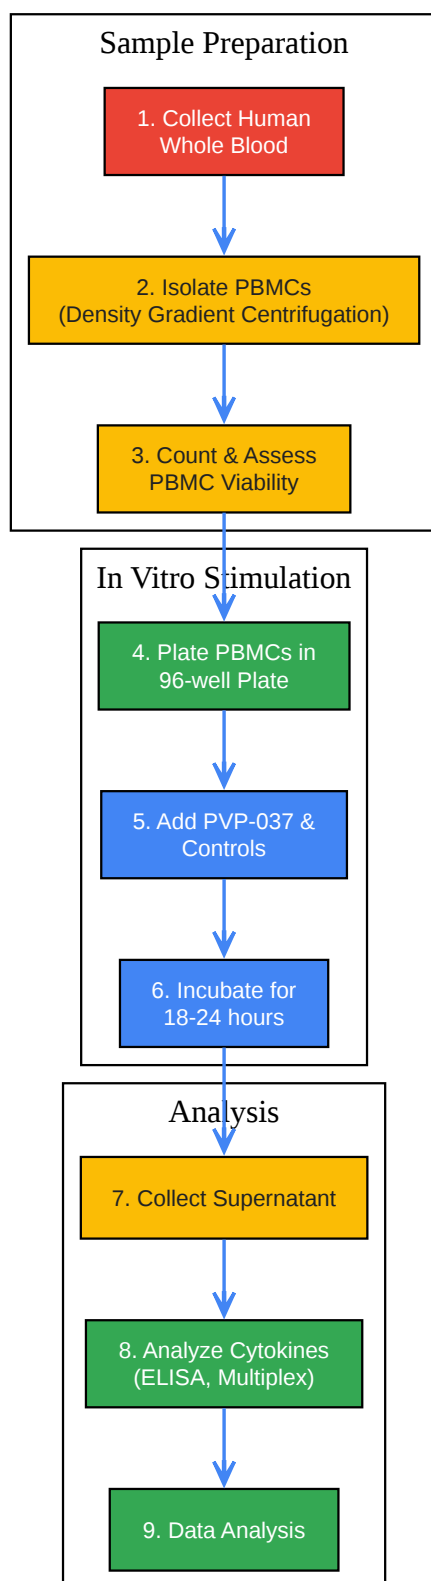 Sample Preparation
1. Collect Human
Whole Blood
2. Isolate PBMCs
(Density Gradient Centrifugation)
3. Count & Assess
PBMC Viability
In Vitro Stimulation
4. Plate PBMCs in
96-well Plate
5. Add PVP-037 &
Controls
6. Incubate for
18-24 hours
Analysis
7. Collect Supernatant
8. Analyze Cytokines
(ELISA, Multiplex)
9. Data Analysis